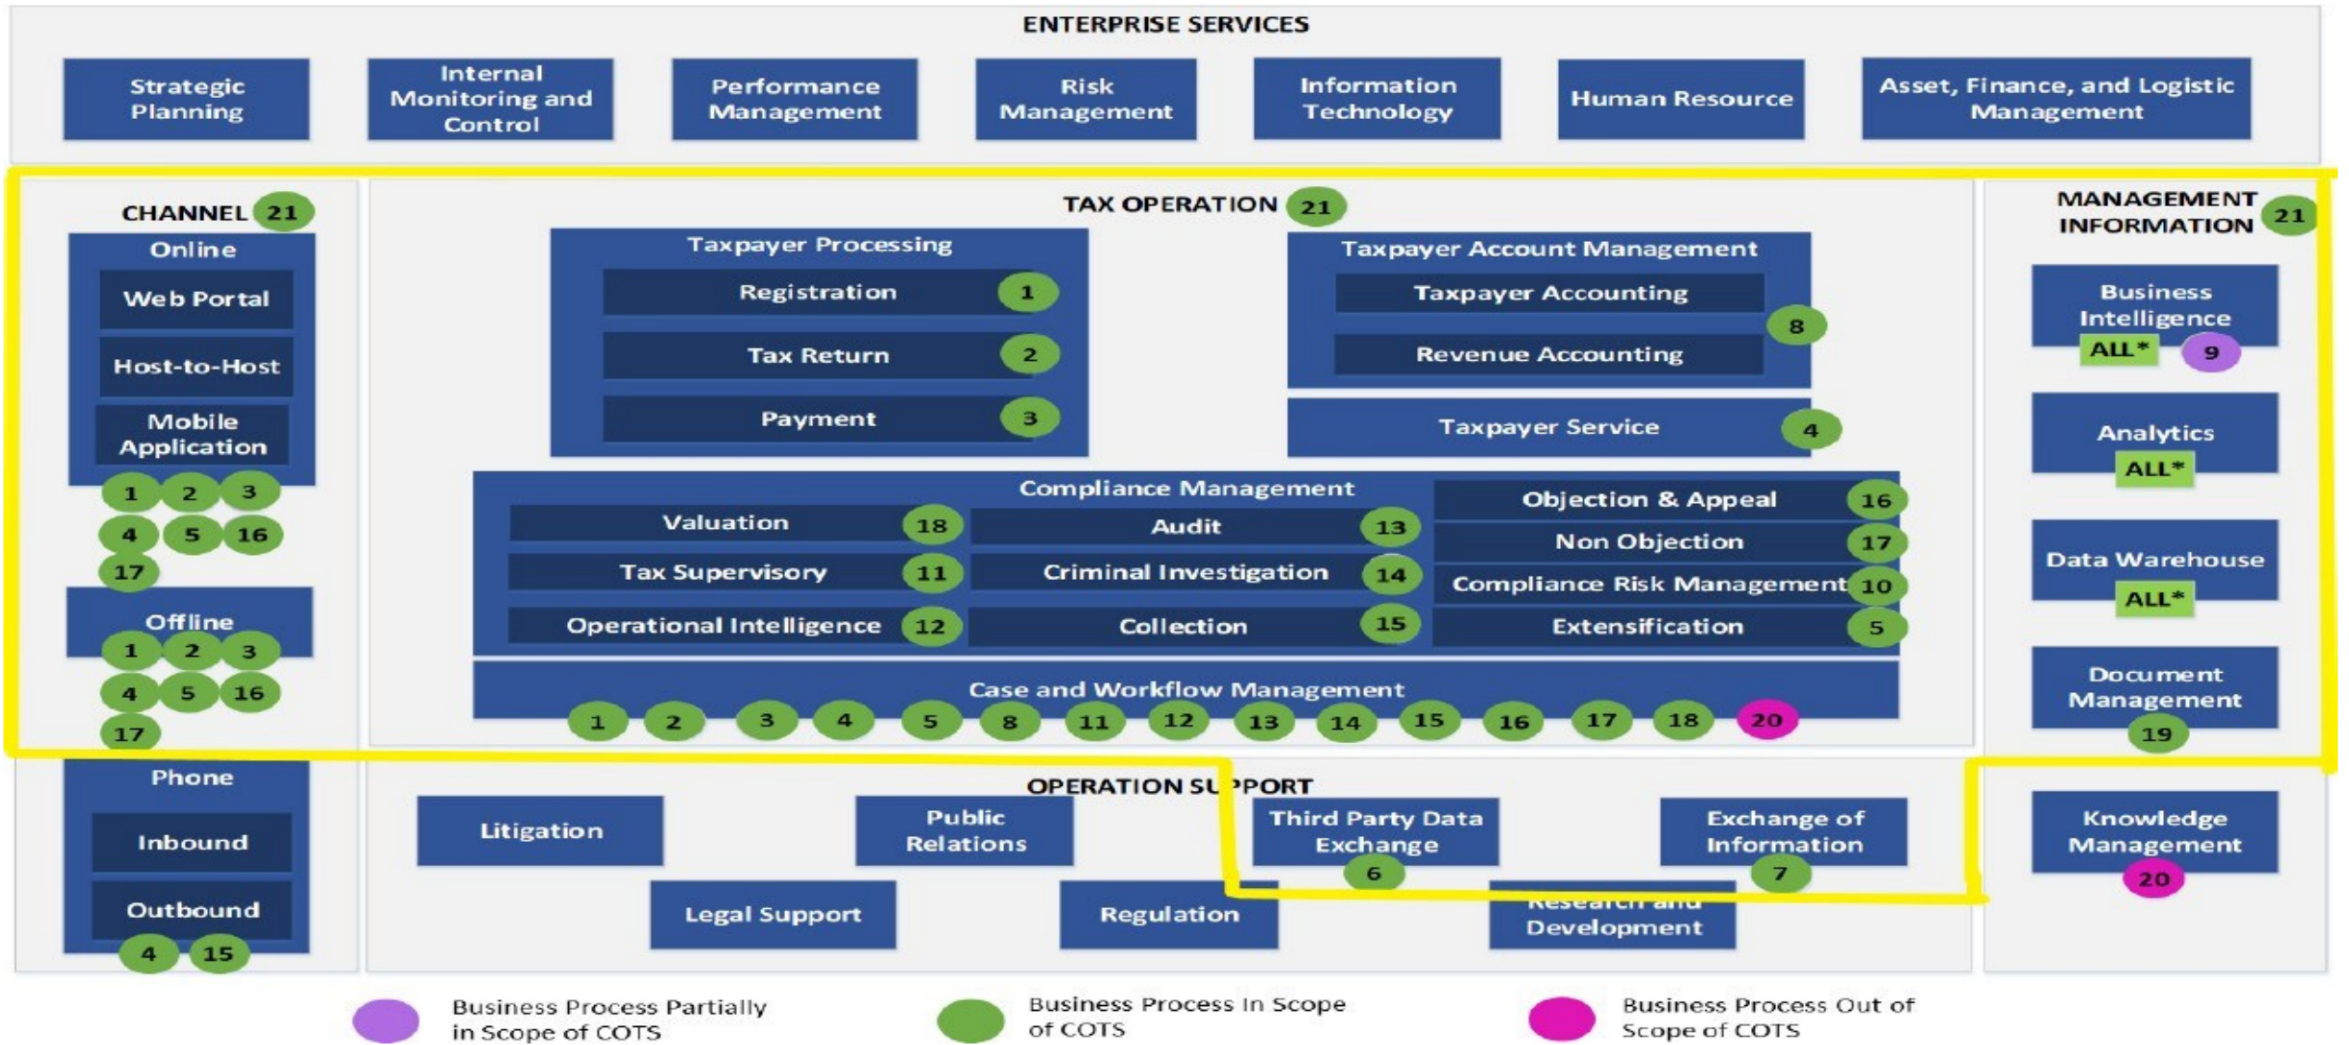 ENTERPRISE SERVICES
Strategic
Planning
Internal
Monitoring and
Control
Performance
Management
Risk
Management
Information
Technology
Human Resource
Asset, Finance, and Logistic
Management
CHANNEL 21
Online
Web Portal
Host-to-Host
Mobile
Application
1 2 3
4 5 16
17
Offline
1 2 3
4 5 16
17
Phone
Inbound
Outbound
4 15
TAX OPERATION 21
Taxpayer Processing
Registration 1
Tax Return 2
Payment 3
Taxpayer Account Management
Taxpayer Accounting
8
Revenue Accounting
Taxpayer Service 4
Compliance Management
Valuation 18
Tax Supervisory 11
Operational Intelligence 12
Audit 13
Criminal Investigation 14
Collection 15
Objection & Appeal 16
Non Objection 17
Compliance Risk Management 10
Extensification 5
Case and Workflow Management
1 2 3 4 5 8 11 12 13 14 15 16 17 18 20
OPERATION SUPPORT
Litigation
Public
Relations
Third Party Data
Exchange
6
Exchange of
Information
7
Legal Support
Regulation
Research and
Development
MANAGEMENT
INFORMATION 21
Business
Intelligence
ALL* 9
Analytics
ALL*
Data Warehouse
ALL*
Document
Management
19
Knowledge
Management
20
Business Process Partially
in Scope of COTS
Business Process In Scope
of COTS
Business Process Out of
Scope of COTS